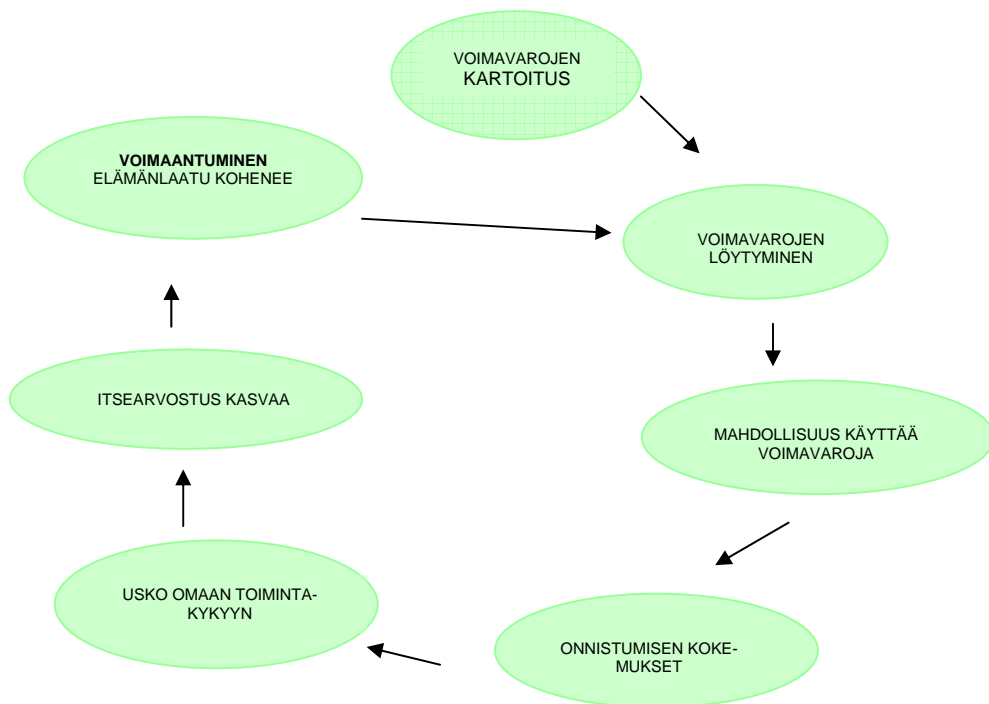 VOIMAVAROJEN
KARTOITUS
VOIMAANTUMINEN
ELÄMÄNLAATU KOHENEE
VOIMAVAROJEN
LÖYTYMINEN
MAHDOLLISUUS KÄYTTÄÄ
VOIMAVAROJA
ONNISTUMISEN KOKE-
MUKSET
USKO OMAAN TOIMINTA-
KYKYYN
ITSEARVOSTUS KASVAA